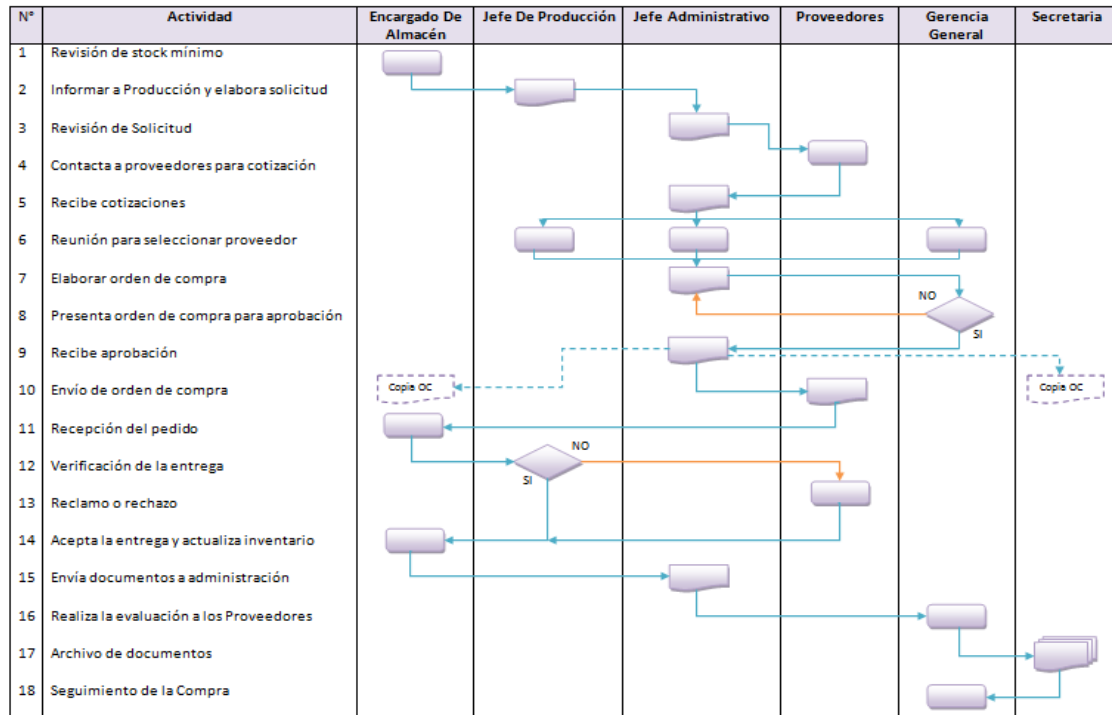 N° Actividad Encargado De Almacén Jefe De Producción Jefe Administrativo Proveedores Gerencia General Secretaria
1 Revisión de stock mínimo
2 Informar a Producción y elabora solicitud
3 Revisión de Solicitud
4 Contacta a proveedores para cotización
5 Recibe cotizaciones
6 Reunión para seleccionar proveedor
7 Elaborar orden de compra
NO
8 Presenta orden de compra para aprobación
SI
9 Recibe aprobación
10 Envío de orden de compra Copia OC Copia OC
11 Recepción del pedido
NO
12 Verificación de la entrega
SI
13 Reclamo o rechazo
14 Acepta la entrega y actualiza inventario
15 Envía documentos a administración
16 Realiza la evaluación a los Proveedores
17 Archivo de documentos
18 Seguimiento de la Compra